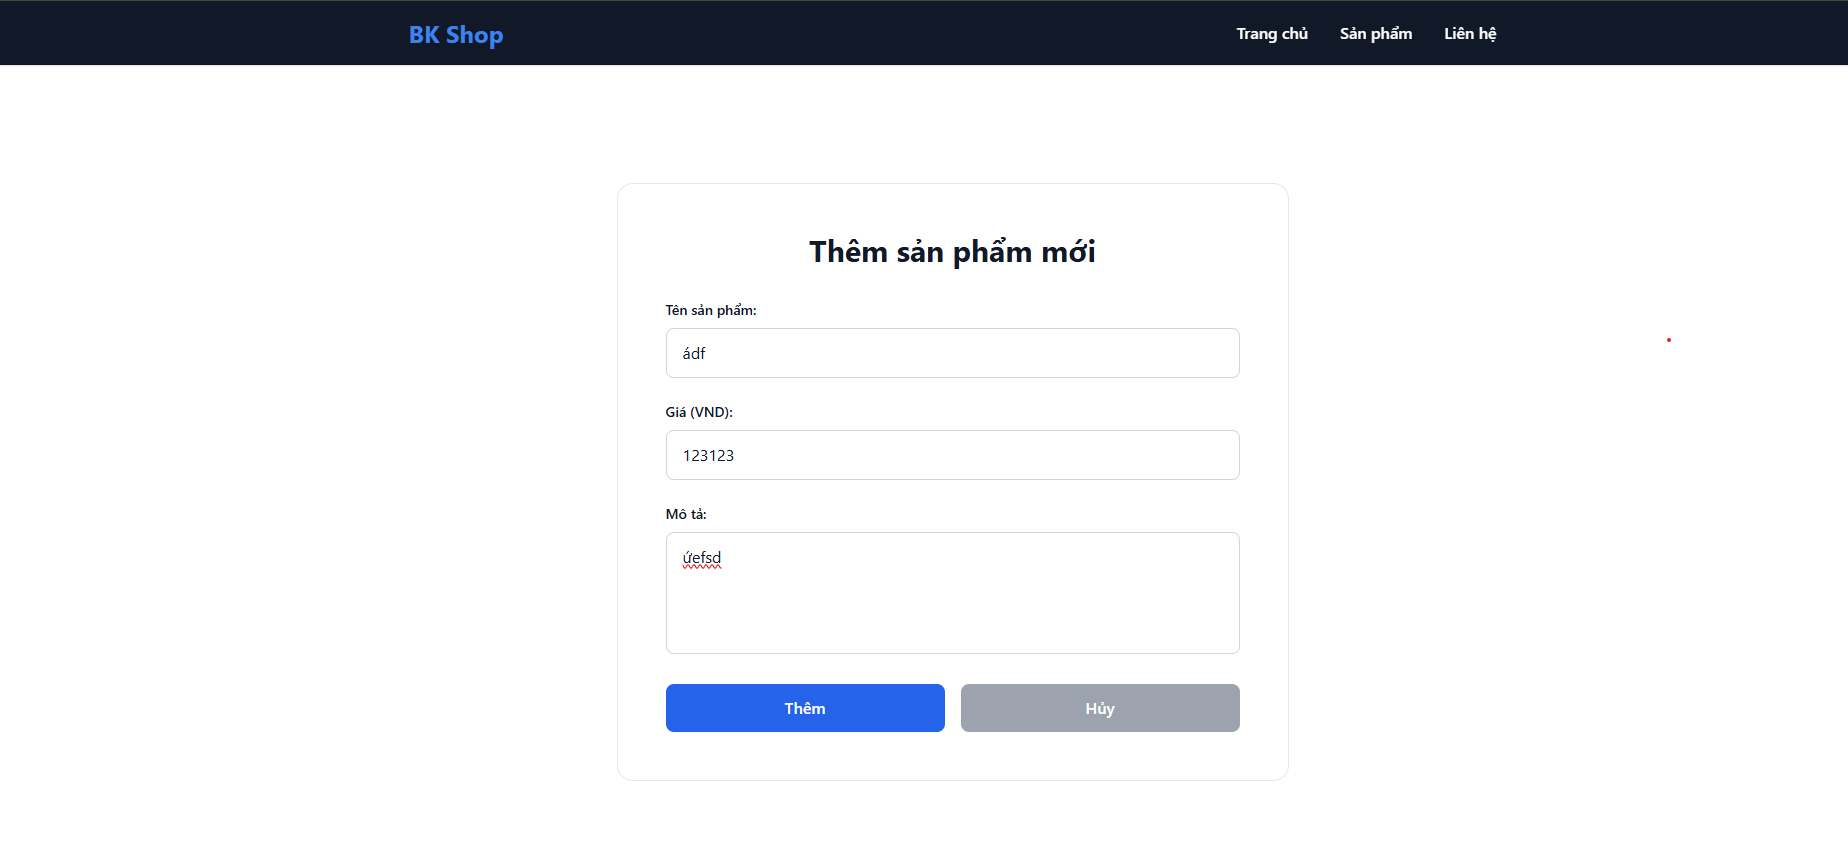 BK Shop
Trang chủ Sản phẩm Liên hệ
Thêm sản phẩm mới
Tên sản phẩm:
ádf
Giá (VND):
123123
Mô tả:
ứefsd
Thêm Hủy